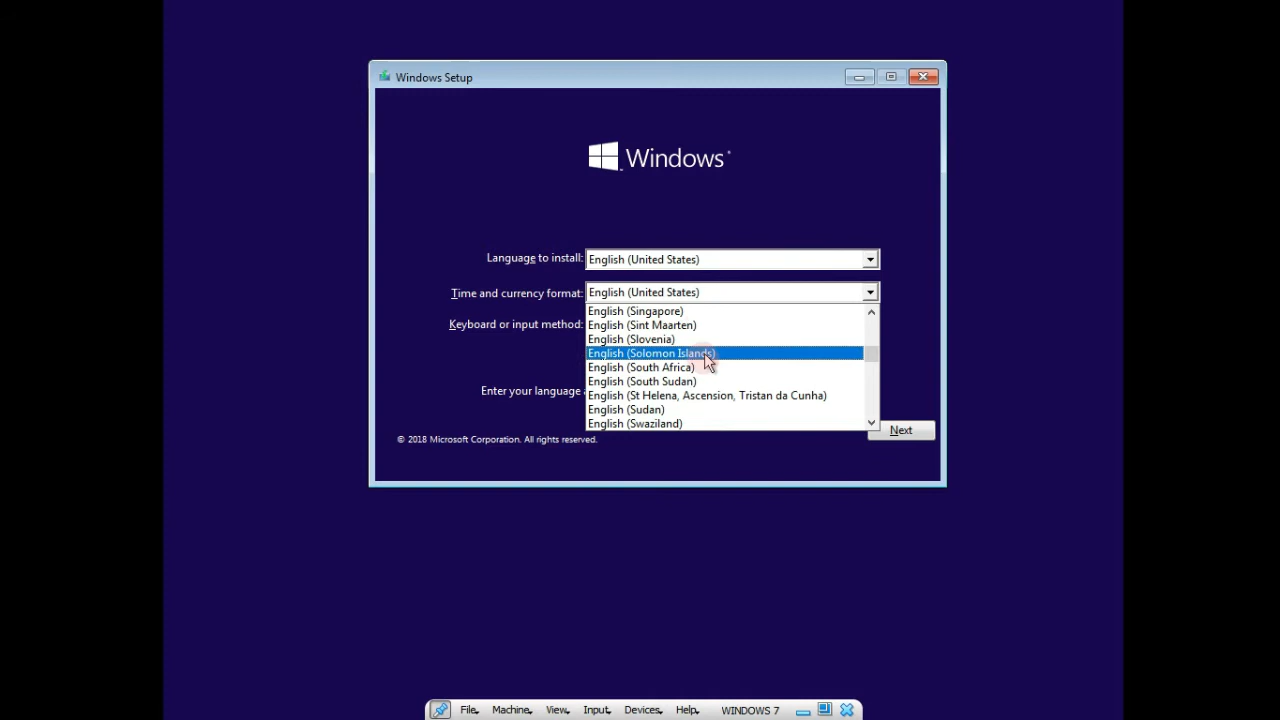 Windows Setup
Windows
Language to install: English (United States)
Time and currency format: English (United States)
English (Singapore)
English (Sint Maarten)
Keyboard or input method:
English (Slovenia)
English (Solomon Islands)
English (South Africa)
English (South Sudan)
Enter your language a
English (St Helena, Ascension, Tristan da Cunha)
English (Sudan)
English (Swaziland)
Next
© 2018 Microsoft Corporation. All rights reserved.
File Machine View Input Devices Help WINDOWS 7